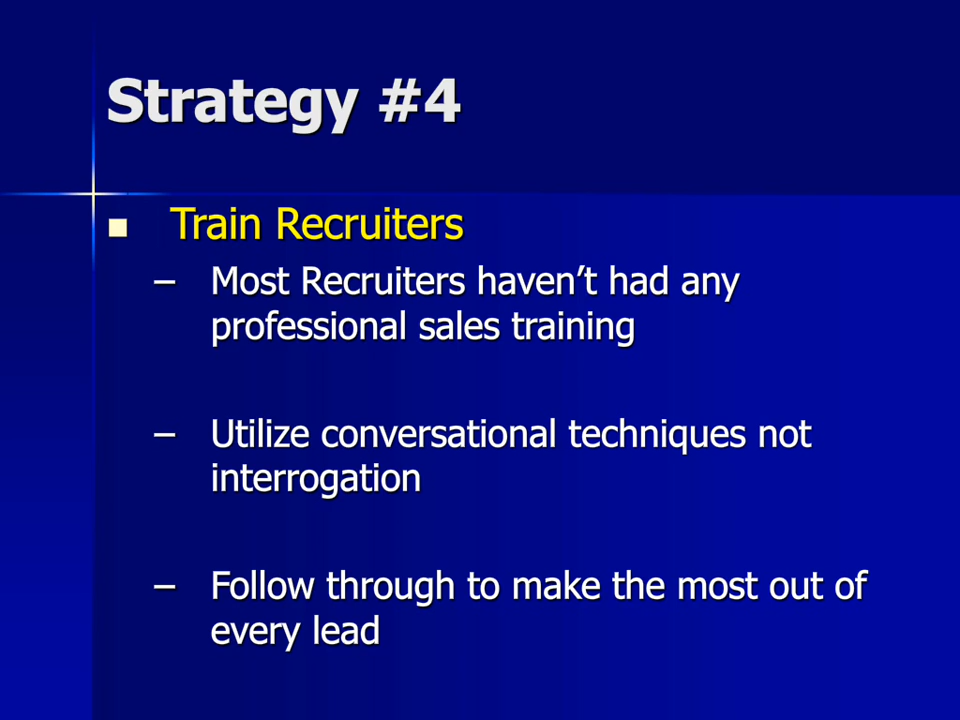 Strategy #4
■ Train Recruiters
– Most Recruiters haven’t had any
professional sales training
– Utilize conversational techniques not
interrogation
– Follow through to make the most out of
every lead